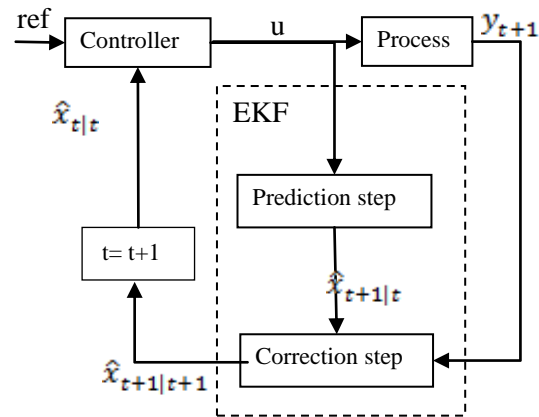 ref
Controller
u
Process
y_{t+1}
x̂_{t|t}
EKF
Prediction step
t= t+1
x̂_{t+1|t}
x̂_{t+1|t+1}
Correction step